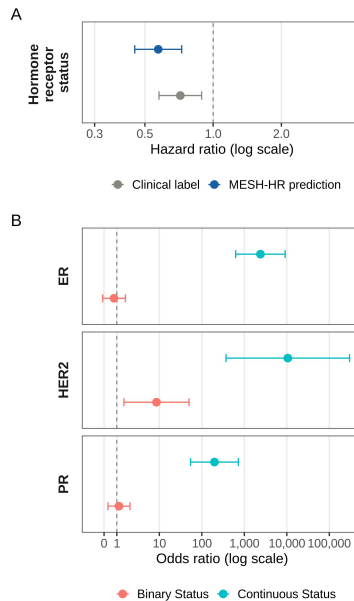 A
Hormone
receptor
status
0.3 0.5 1.0 2.0
Hazard ratio (log scale)
Clinical label MESH-HR prediction
B
ER
HER2
PR
0 1 10 100 1,000 10,000 100,000
Odds ratio (log scale)
Binary Status Continuous Status